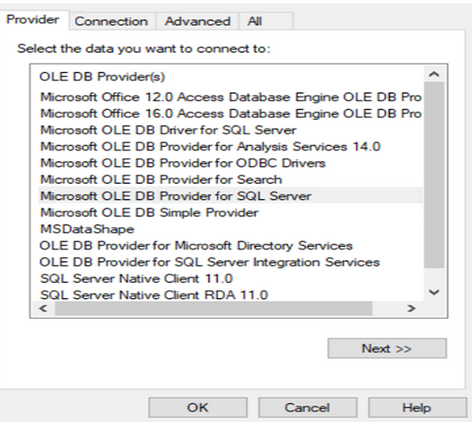 Provider Connection Advanced All
Select the data you want to connect to:
OLE DB Provider(s)
Microsoft Office 12.0 Access Database Engine OLE DB Pro
Microsoft Office 16.0 Access Database Engine OLE DB Pro
Microsoft OLE DB Driver for SQL Server
Microsoft OLE DB Provider for Analysis Services 14.0
Microsoft OLE DB Provider for ODBC Drivers
Microsoft OLE DB Provider for Search
Microsoft OLE DB Provider for SQL Server
Microsoft OLE DB Simple Provider
MSDataShape
OLE DB Provider for Microsoft Directory Services
OLE DB Provider for SQL Server Integration Services
SQL Server Native Client 11.0
SQL Server Native Client RDA 11.0
Next >>
OK Cancel Help